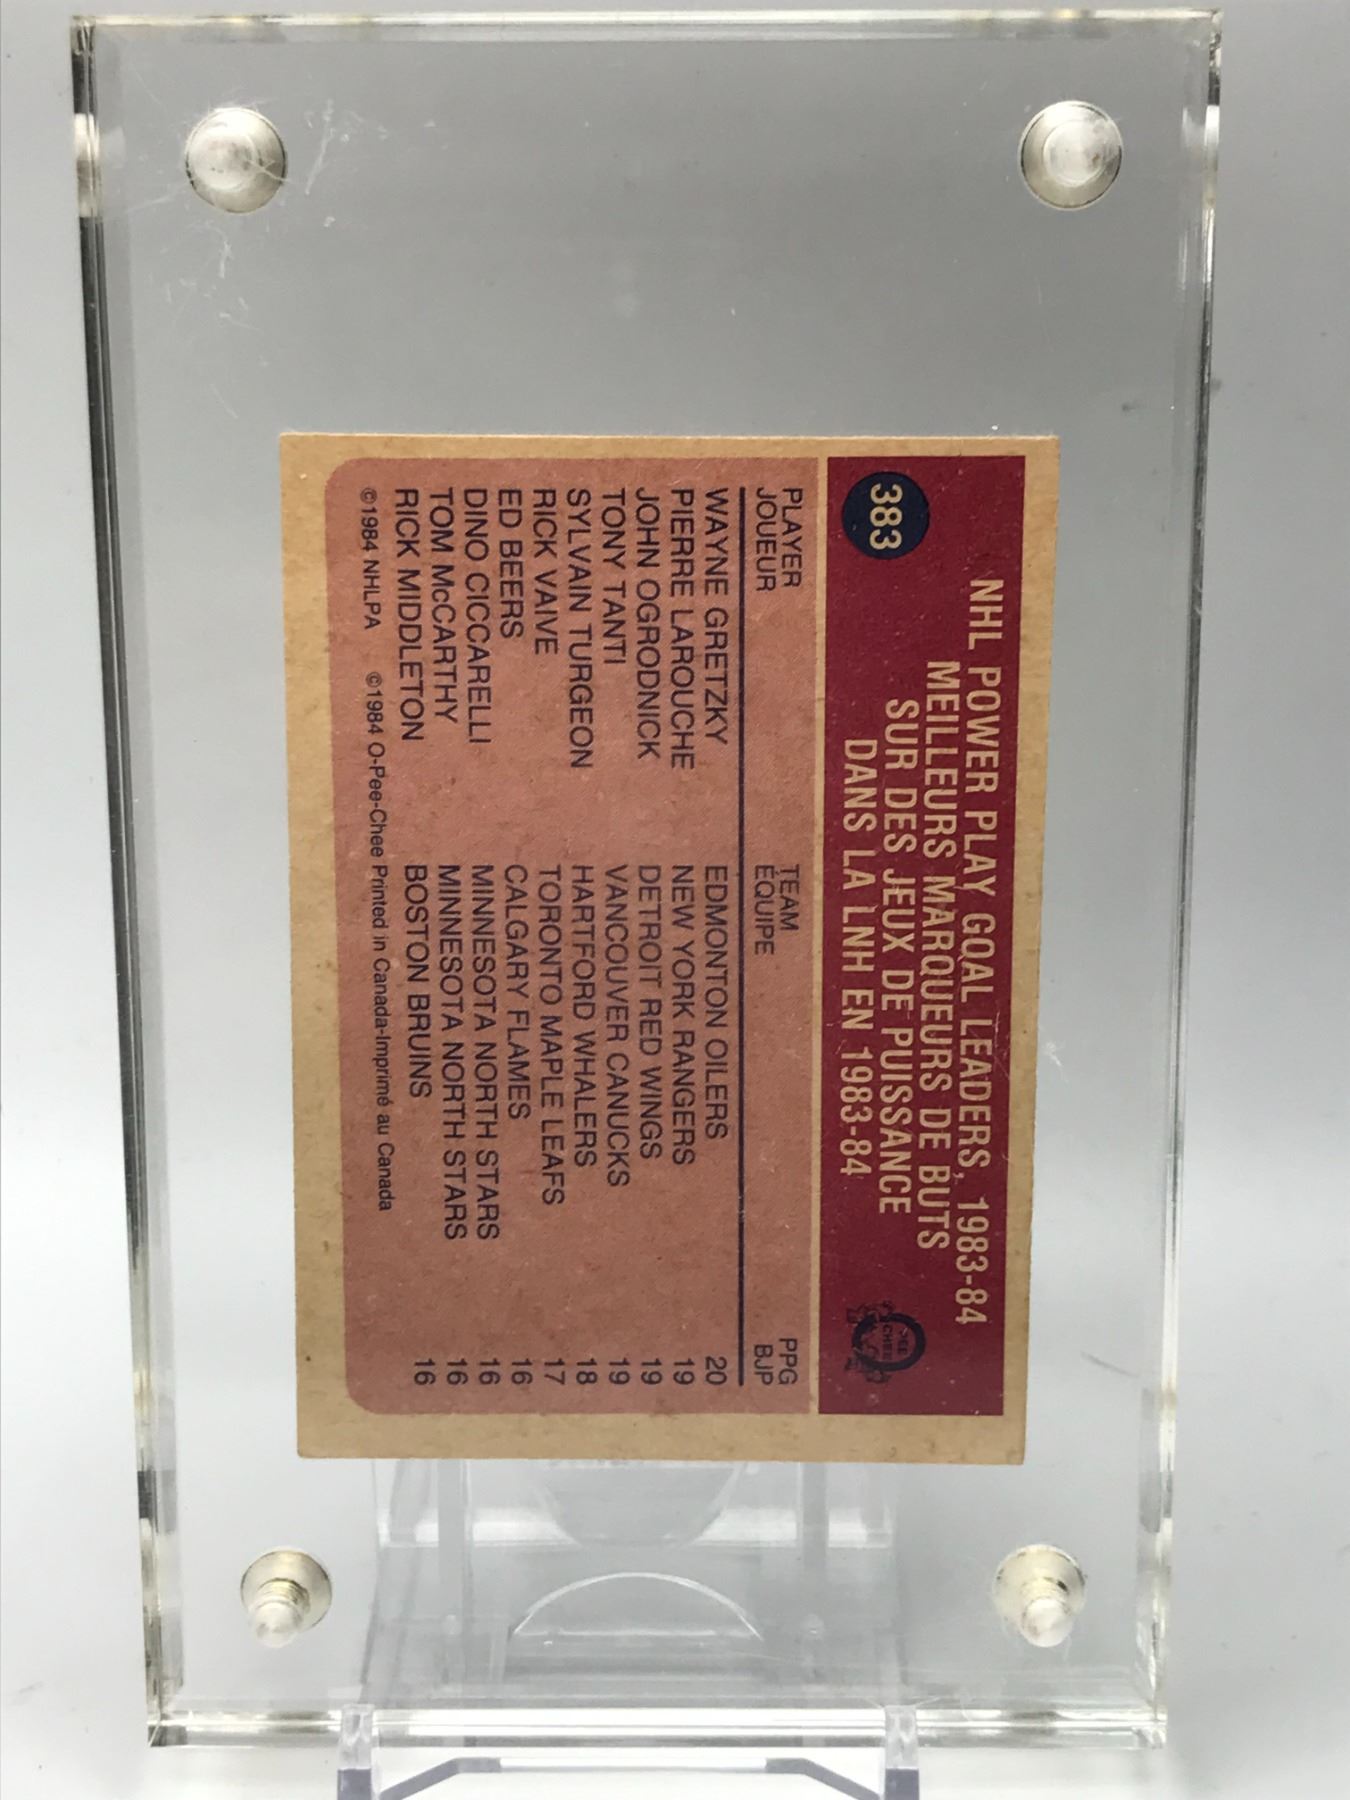 383
NHL POWER PLAY GOAL LEADERS, 1983-84
MEILLEURS MARQUEURS DE BUTS
SUR DES JEUX DE PUISSANCE
DANS LA LNH EN 1983-84
O PEE CHEE
PLAYER TEAM PPG
JOUEUR ÉQUIPE BJP
WAYNE GRETZKY EDMONTON OILERS 20
PIERRE LAROUCHE NEW YORK RANGERS 19
JOHN OGRODNICK DETROIT RED WINGS 19
TONY TANTI VANCOUVER CANUCKS 19
SYLVAIN TURGEON HARTFORD WHALERS 18
RICK VAIVE TORONTO MAPLE LEAFS 17
ED BEERS CALGARY FLAMES 16
DINO CICCARELLI MINNESOTA NORTH STARS 16
TOM McCARTHY MINNESOTA NORTH STARS 16
RICK MIDDLETON BOSTON BRUINS 16
©1984 NHLPA ©1984 O-Pee-Chee Printed in Canada-Imprimé au Canada